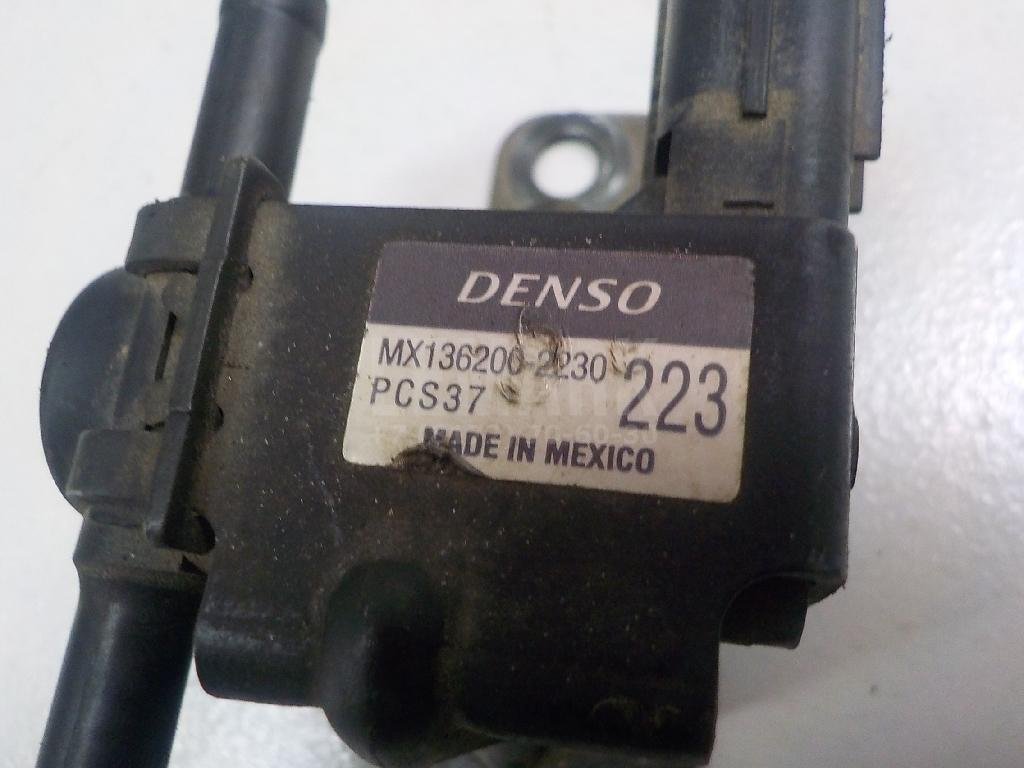 DENSO
MX136200-2230
PCS37
223
MADE IN MEXICO